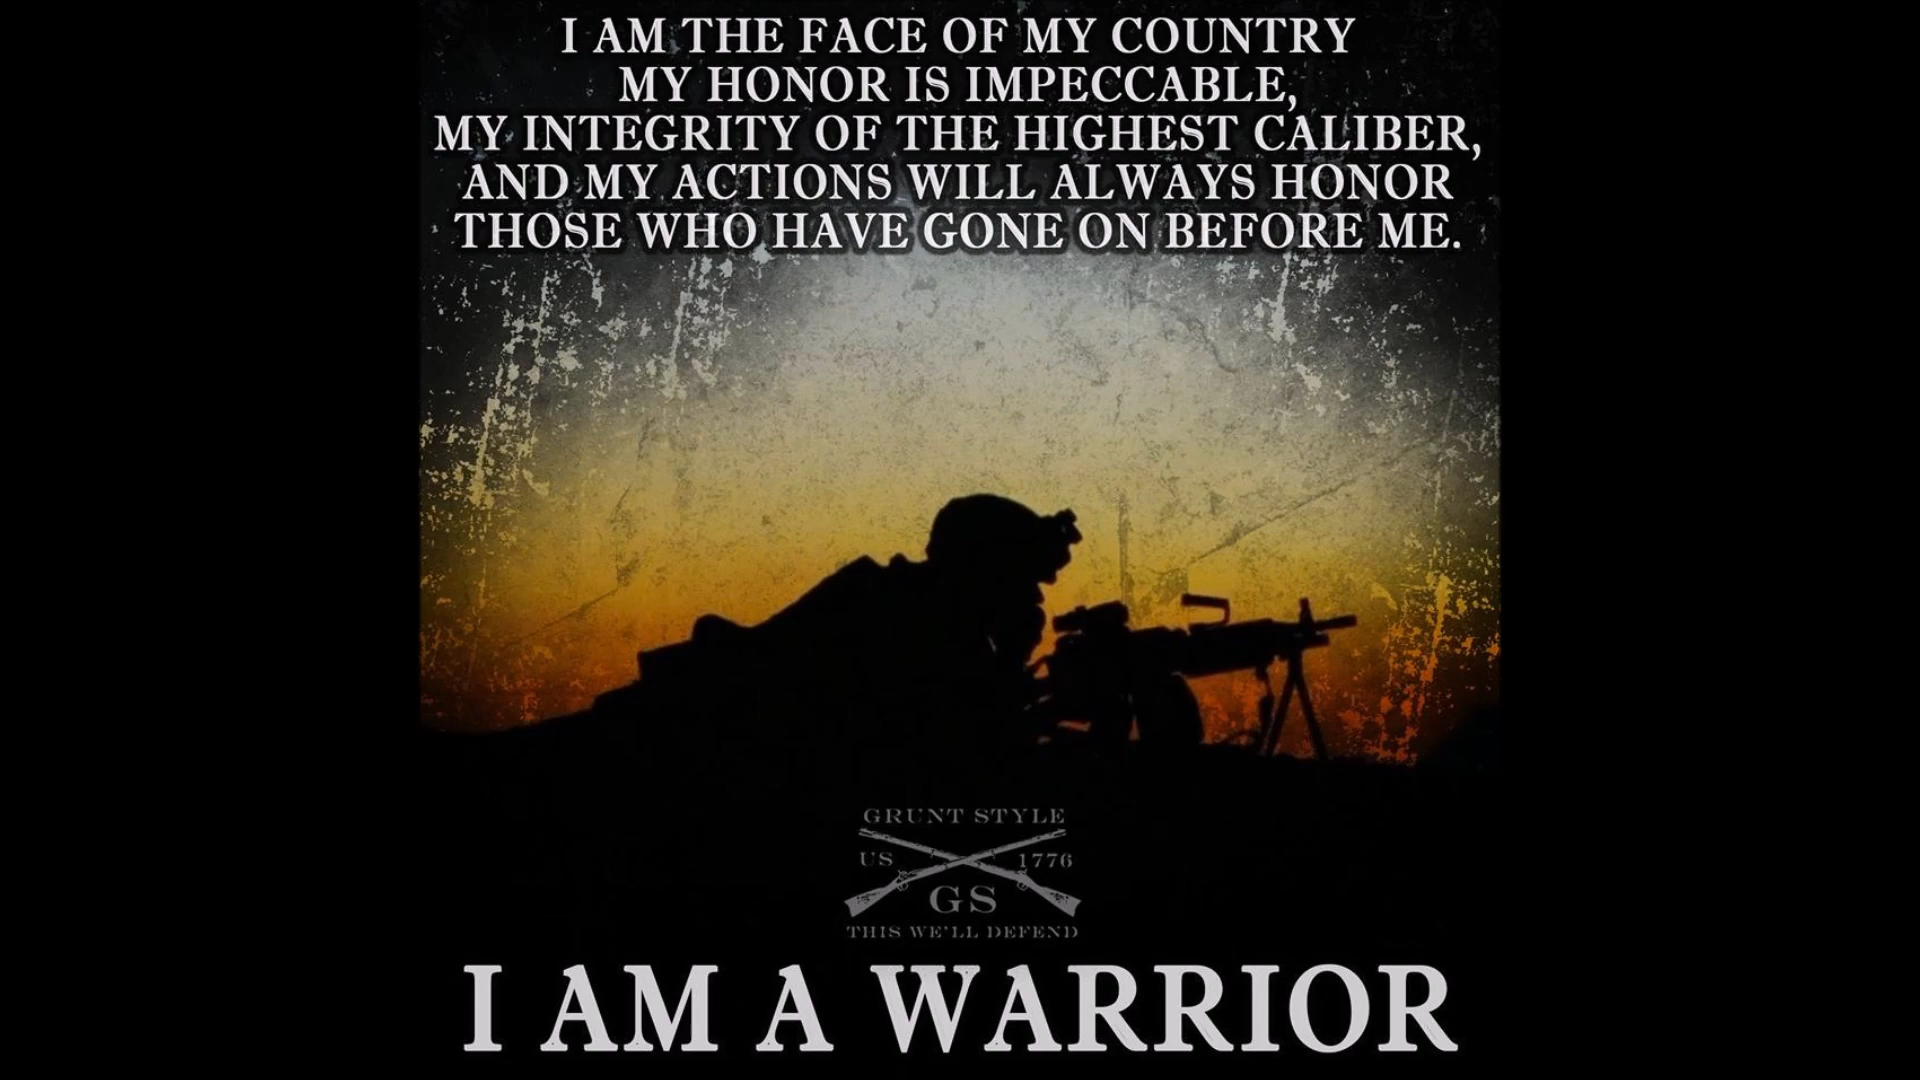 I AM THE FACE OF MY COUNTRY
MY HONOR IS IMPECCABLE,
MY INTEGRITY OF THE HIGHEST CALIBER,
AND MY ACTIONS WILL ALWAYS HONOR
THOSE WHO HAVE GONE ON BEFORE ME.
GRUNT STYLE
US 1776
GS
THIS WE'LL DEFEND
I AM A WARRIOR